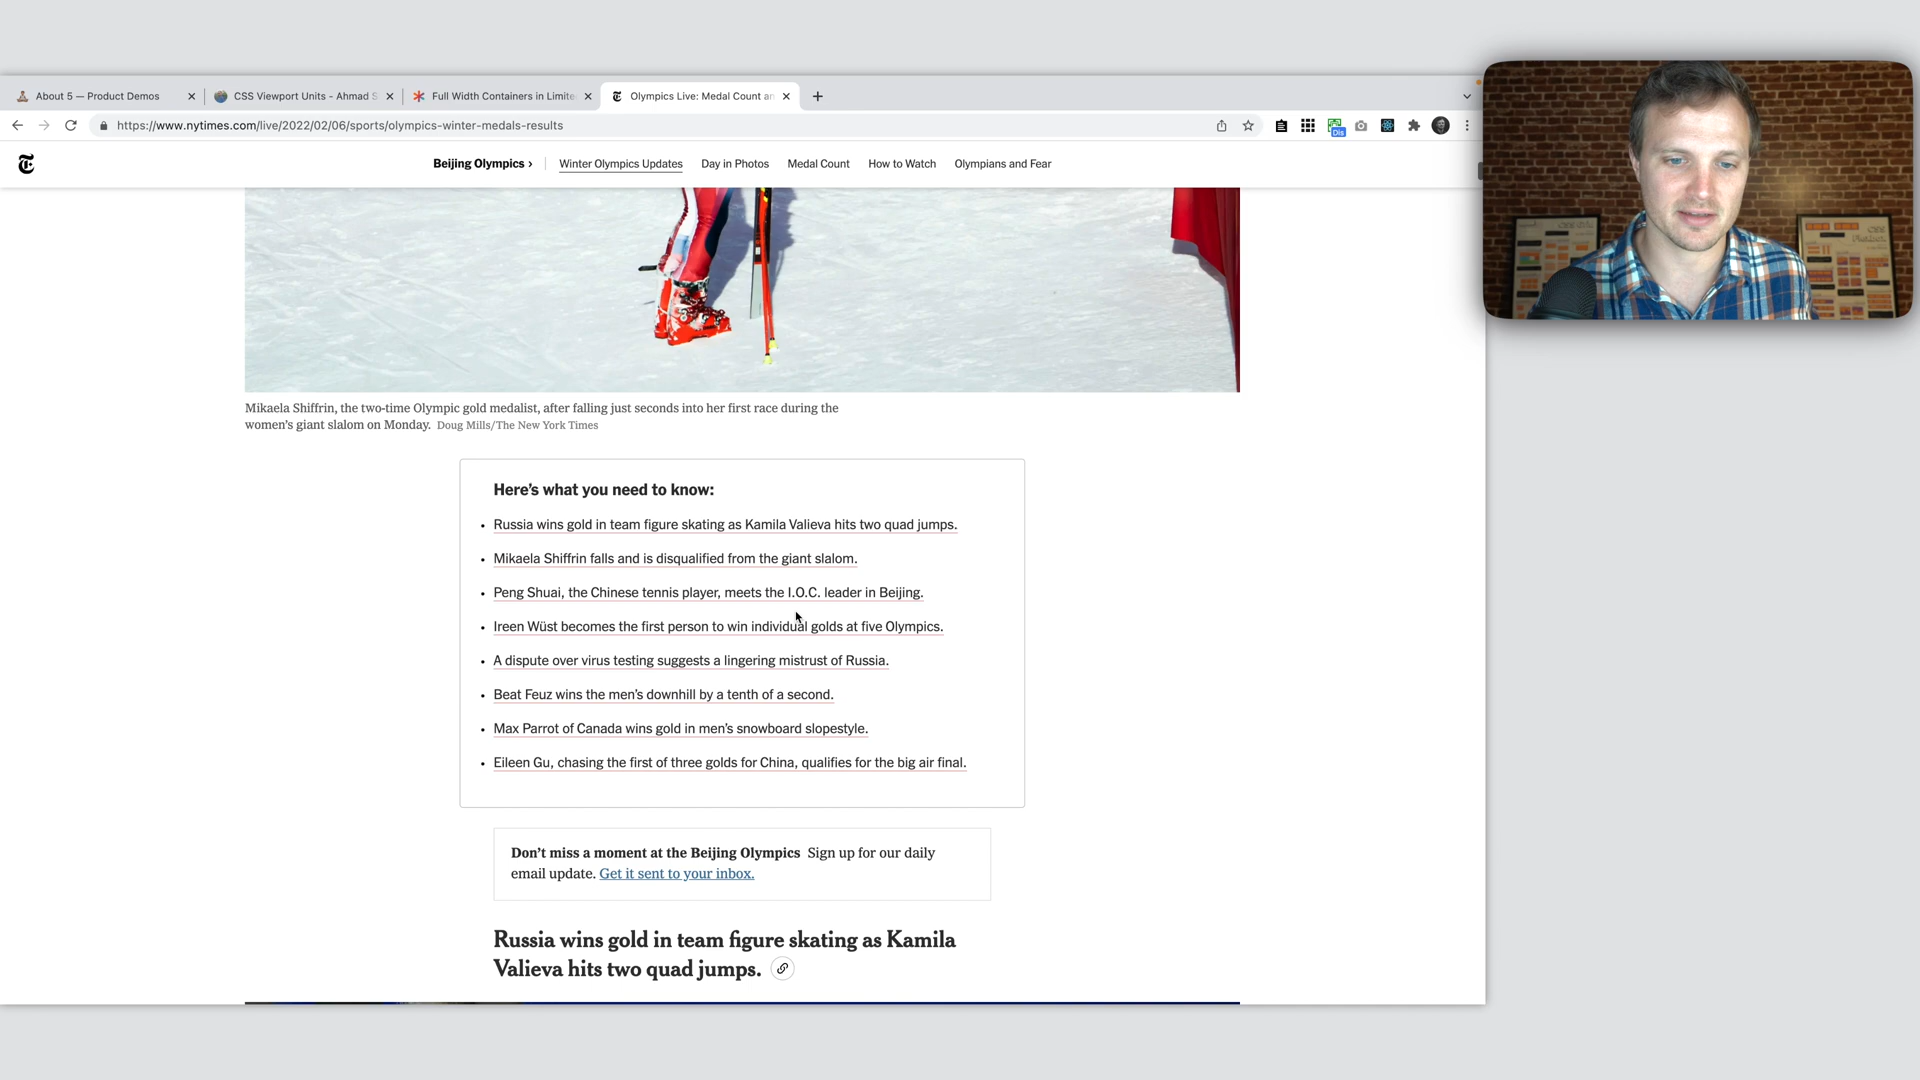 About 5 — Product Demos
CSS Viewport Units - Ahmad S
Full Width Containers in Limite
Olympics Live: Medal Count an
https://www.nytimes.com/live/2022/02/06/sports/olympics-winter-medals-results
Dis
T
Beijing Olympics › Winter Olympics Updates Day in Photos Medal Count How to Watch Olympians and Fear
Mikaela Shiffrin, the two-time Olympic gold medalist, after falling just seconds into her first race during the
women’s giant slalom on Monday. Doug Mills/The New York Times
Here’s what you need to know:
• Russia wins gold in team figure skating as Kamila Valieva hits two quad jumps.
• Mikaela Shiffrin falls and is disqualified from the giant slalom.
• Peng Shuai, the Chinese tennis player, meets the I.O.C. leader in Beijing.
• Ireen Wüst becomes the first person to win individual golds at five Olympics.
• A dispute over virus testing suggests a lingering mistrust of Russia.
• Beat Feuz wins the men’s downhill by a tenth of a second.
• Max Parrot of Canada wins gold in men’s snowboard slopestyle.
• Eileen Gu, chasing the first of three golds for China, qualifies for the big air final.
Don’t miss a moment at the Beijing Olympics Sign up for our daily
email update. Get it sent to your inbox.
Russia wins gold in team figure skating as Kamila
Valieva hits two quad jumps.